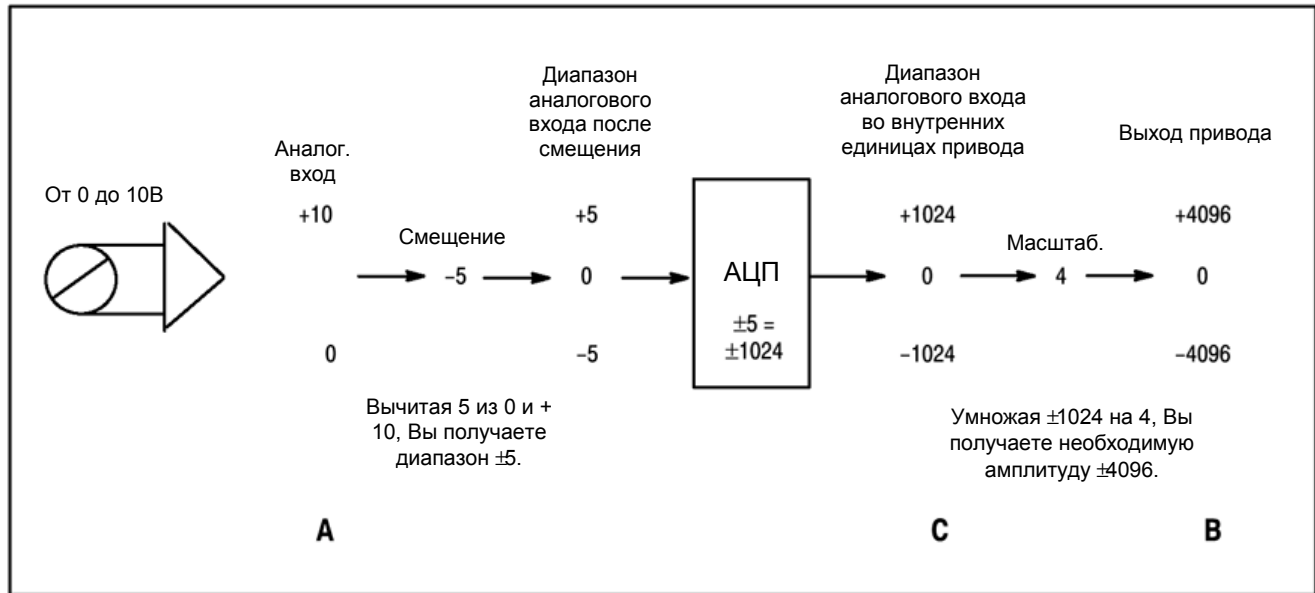 От 0 до 10В
Аналог.
вход
+10
0
Смещение
−5
Вычитая 5 из 0 и +
10, Вы получаете
диапазон ±5.
Диапазон
аналогового
входа после
смещения
+5
0
−5
АЦП
±5 =
±1024
Диапазон
аналогового входа
во внутренних
единицах привода
+1024
0
−1024
Масштаб.
4
Умножая ±1024 на 4, Вы
получаете необходимую
амплитуду ±4096.
Выход привода
+4096
0
−4096
A
C
B